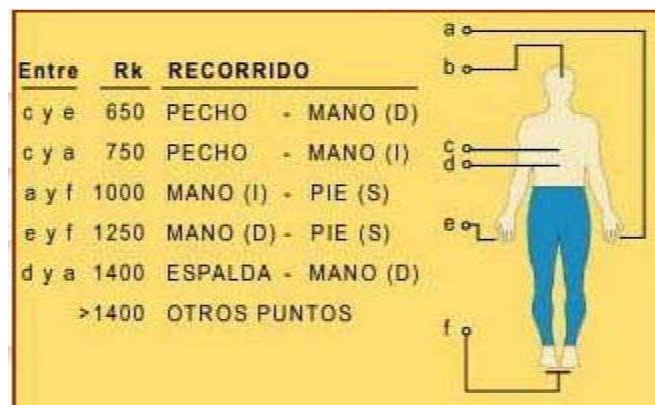 Entre Rk RECORRIDO
c y e 650 PECHO - MANO (D)
c y a 750 PECHO - MANO (I)
a y f 1000 MANO (I) - PIE (S)
e y f 1250 MANO (D) - PIE (S)
d y a 1400 ESPALDA - MANO (D)
>1400 OTROS PUNTOS
a
b
c
d
e
f